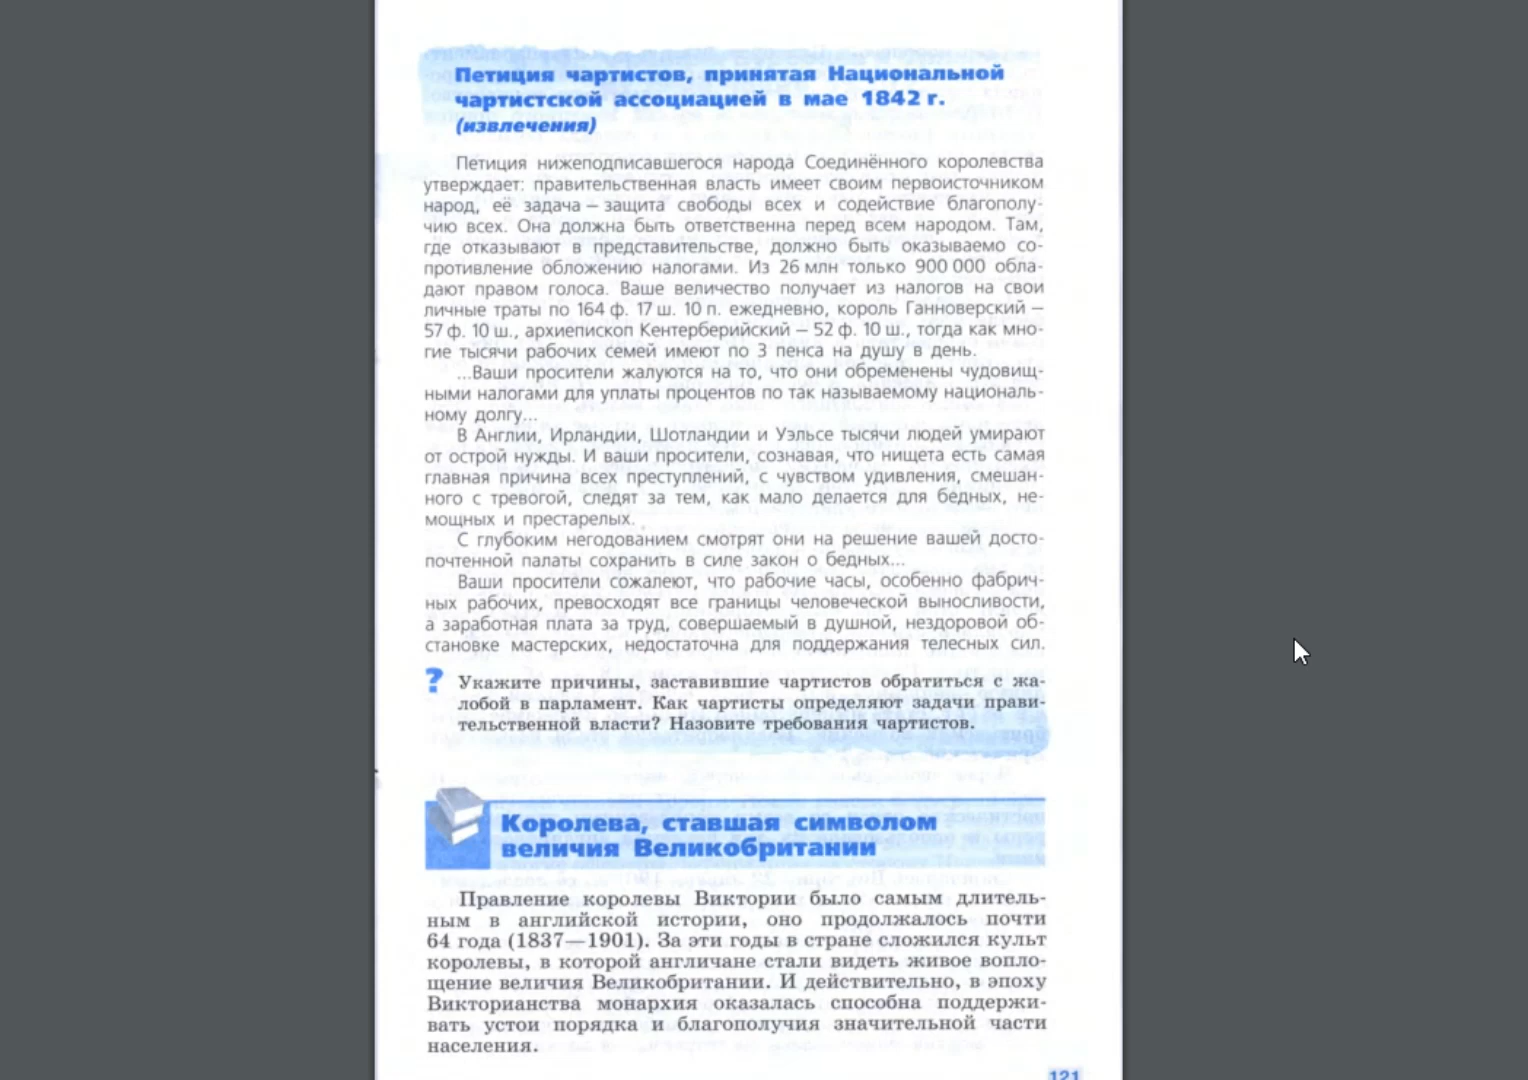 Петиция чартистов, принятая Национальной
чартистской ассоциацией в мае 1842 г.
(извлечения)
Петиция нижеподписавшегося народа Соединённого королевства
утверждает: правительственная власть имеет своим первоисточником
народ, её задача – защита свободы всех и содействие благополу-
чию всех. Она должна быть ответственна перед всем народом. Там,
где отказывают в представительстве, должно быть оказываемо со-
противление обложению налогами. Из 26 млн только 900 000 обла-
дают правом голоса. Ваше величество получает из налогов на свои
личные траты по 164 ф. 17 ш. 10 п. ежедневно, король Ганноверский –
57 ф. 10 ш., архиепископ Кентерберийский – 52 ф. 10 ш., тогда как мно-
гие тысячи рабочих семей имеют по 3 пенса на душу в день.
...Ваши просители жалуются на то, что они обременены чудовищ-
ными налогами для уплаты процентов по так называемому националь-
ному долгу...
В Англии, Ирландии, Шотландии и Уэльсе тысячи людей умирают
от острой нужды. И ваши просители, сознавая, что нищета есть самая
главная причина всех преступлений, с чувством удивления, смешан-
ного с тревогой, следят за тем, как мало делается для бедных, не-
мощных и престарелых.
С глубоким негодованием смотрят они на решение вашей досто-
почтенной палаты сохранить в силе закон о бедных...
Ваши просители сожалеют, что рабочие часы, особенно фабрич-
ных рабочих, превосходят все границы человеческой выносливости,
а заработная плата за труд, совершаемый в душной, нездоровой об-
становке мастерских, недостаточна для поддержания телесных сил.
? Укажите причины, заставившие чартистов обратиться с жа-
лобой в парламент. Как чартисты определяют задачи прави-
тельственной власти? Назовите требования чартистов.
Королева, ставшая символом
величия Великобритании
Правление королевы Виктории было самым длитель-
ным в английской истории, оно продолжалось почти
64 года (1837—1901). За эти годы в стране сложился культ
королевы, в которой англичане стали видеть живое вопло-
щение величия Великобритании. И действительно, в эпоху
Викторианства монархия оказалась способна поддержи-
вать устои порядка и благополучия значительной части
населения.
121